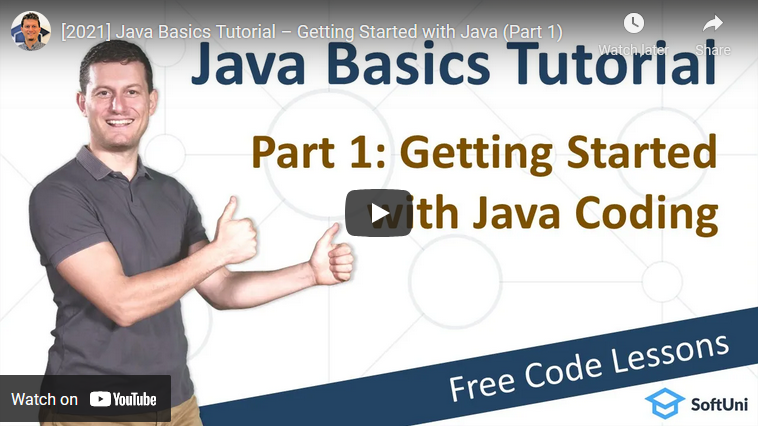 [2021] Java Basics Tutorial – Getting Started with Java (Part 1)
Watch later
Share
Java Basics Tutorial
Part 1: Getting Started
with Java Coding
Free Code Lessons
Watch on YouTube
SoftUni